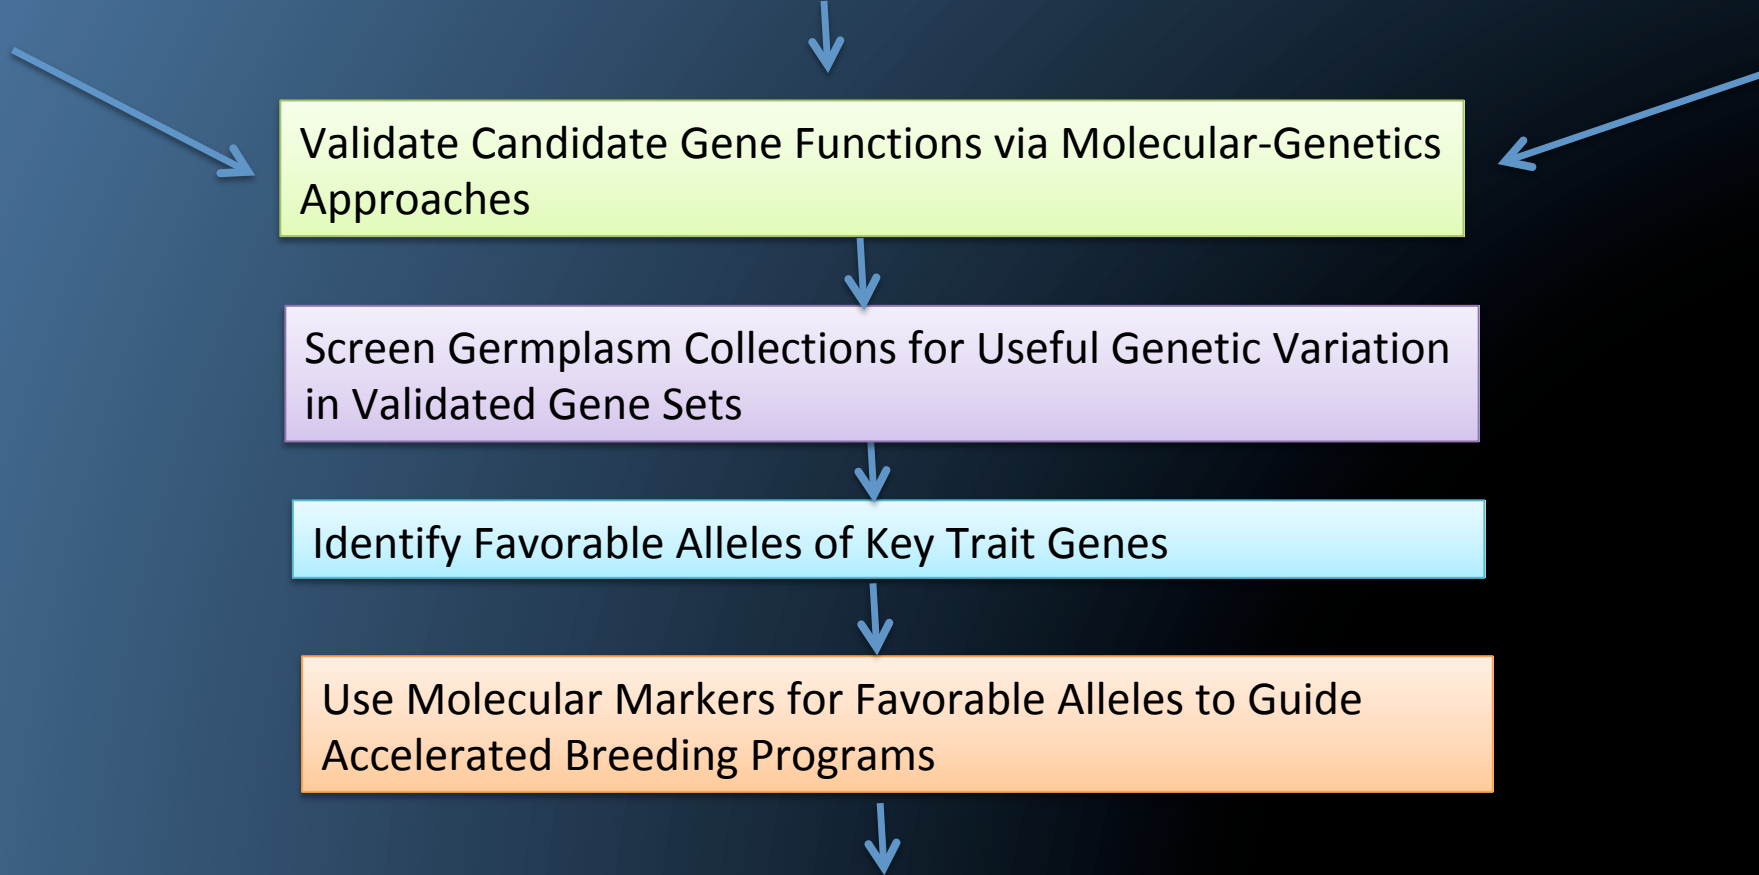 Validate Candidate Gene Functions via Molecular-Genetics
Approaches
Screen Germplasm Collections for Useful Genetic Variation
in Validated Gene Sets
Identify Favorable Alleles of Key Trait Genes
Use Molecular Markers for Favorable Alleles to Guide
Accelerated Breeding Programs